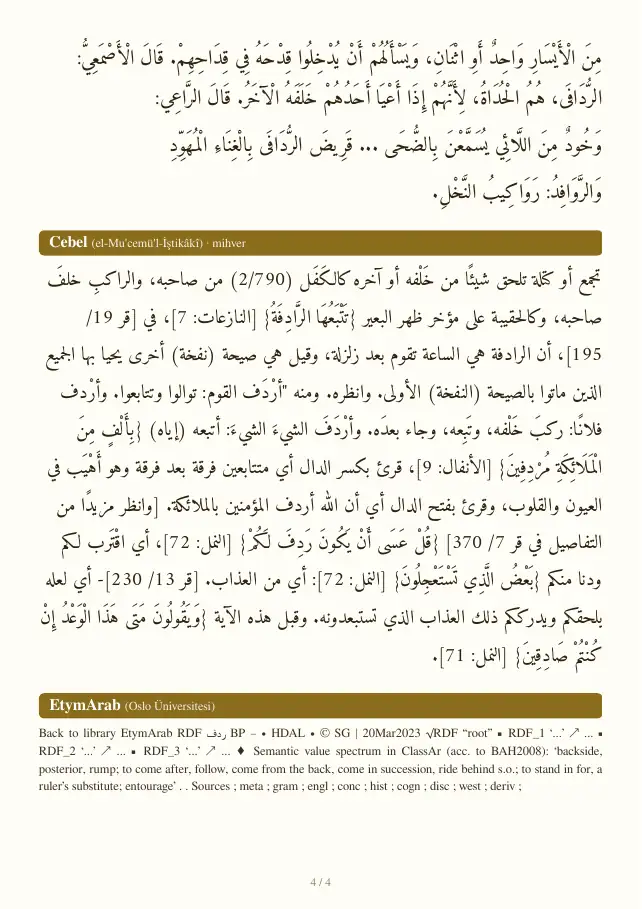 مِنَ الْأَيْسَارِ وَاحِدٌ أَوِ اثْنَانِ، وَيَسْأَلُهُمْ أَنْ يُدْخِلُوا قِدْحَهُ فِي قِدَاحِهِمْ. قَالَ الْأَصْمَعِيُّ:
الرُّدَافَى، هُمُ الْحُدَاةُ، لِأَنَّهُمْ إِذَا أَعْيَا أَحَدُهُمْ خَلَفَهُ الْآخَرُ. قَالَ الرَّاعِي:
وَخُودٌ مِنَ اللَّائِي يُسَمَّعْنَ بِالضُّحَى ... قَرِيضَ الرُّدَافَى بِالْغِنَاءِ الْمُهَوِّدِ
وَالرَّوَافِدُ: رَوَاكِيبُ النَّخْلِ.
Cebel (el-Mu'cemü'l-İştikâkî) · mihver
تجمع أو كتلة تلحق شيئًا من خَلْفه أو آخره كالكَفَل (2/790) من صاحبه، والراكبِ خلفَ
صاحبه، وكالحقيبة على مؤخر ظهر البعير {تَتْبَعُهَا الرَّادِفَةُ} [النازعات: 7]، في [قر 19/
195]، أن الرادفة هي الساعة تقوم بعد زلزلة، وقيل هي صيحة (نفخة) أخرى يحيا بها الجميع
الذين ماتوا بالصيحة (النفخة) الأولى. وانظره. ومنه "أرْدَف القوم: توالوا وتتابعوا. وأرْدف
فلانًا: ركبَ خَلْفه، وتَبِعه، وجاء بعدَه. وأرْدَفَ الشيءَ الشيءَ: أتبعه (إياه) {بِأَلْفٍ مِنَ
الْمَلَائِكَةِ مُرْدِفِينَ} [الأنفال: 9]، قرئ بكسر الدال أي متتابعين فرقة بعد فرقة وهو أَهْيَب في
العيون والقلوب، وقرئ بفتح الدال أي أن الله أردف المؤمنين بالملائكة. [وانظر مزيدًا من
التفاصيل في قر 7/ 370] {قُلْ عَسَى أَنْ يَكُونَ رَدِفَ لَكُمْ} [النمل: 72]، أي اقْتَرب لكم
ودنا منكم {بَعْضُ الَّذِي تَسْتَعْجِلُونَ} [النمل: 72]: أي من العذاب. [قر 13/ 230]- أي لعله
يلحقكم ويدرككم ذلك العذاب الذي تستبعدونه. وقبل هذه الآية {وَيَقُولُونَ مَتَى هَذَا الْوَعْدُ إِنْ
كُنْتُمْ صَادِقِينَ} [النمل: 71].
EtymArab (Oslo Üniversitesi)
Back to library EtymArab RDF ردف BP – • HDAL • © SG | 20Mar2023 √RDF “root” ▪ RDF_1 ‘...’ ↗ ... ▪
RDF_2 ‘...’ ↗ ... ▪ RDF_3 ‘...’ ↗ ... ♦ Semantic value spectrum in ClassAr (acc. to BAH2008): ‘backside,
posterior, rump; to come after, follow, come from the back, come in succession, ride behind s.o.; to stand in for, a
ruler's substitute; entourage’ . . Sources ; meta ; gram ; engl ; conc ; hist ; cogn ; disc ; west ; deriv ;
4 / 4